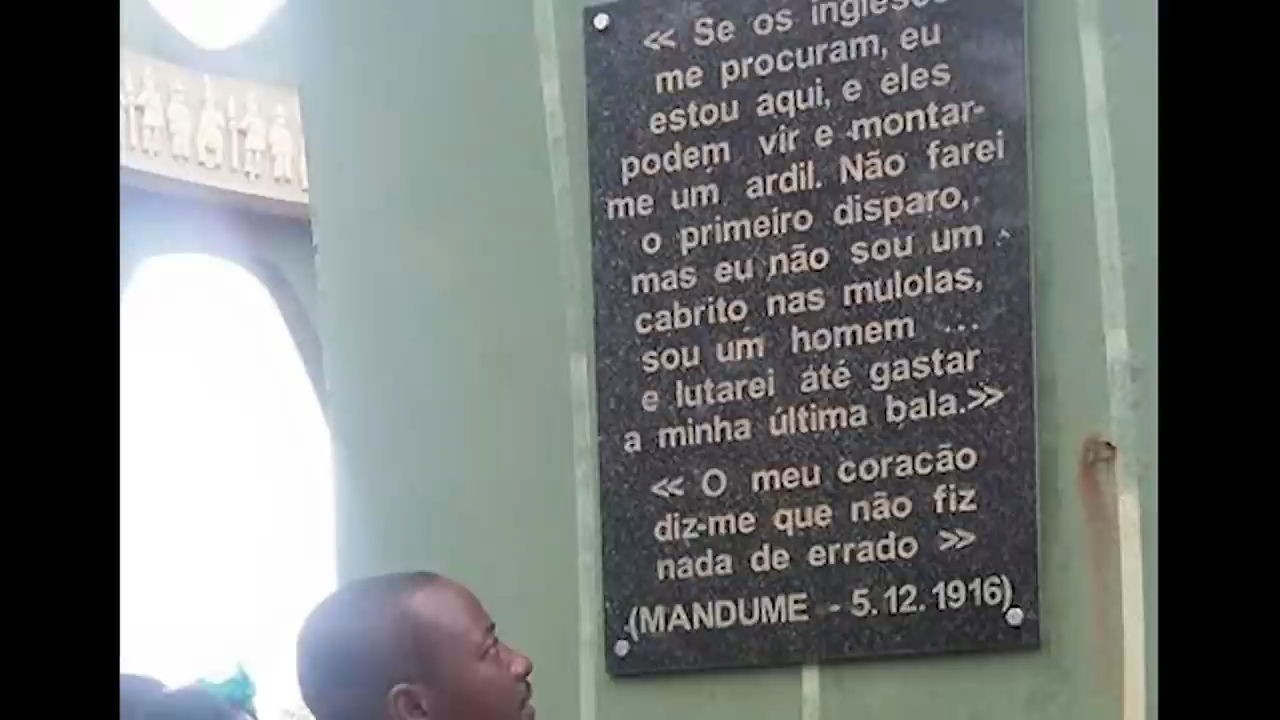 « Se os ingleses
me procuram, eu
estou aqui, e eles
podem vir e montar-
me um ardil. Não farei
o primeiro disparo,
mas eu não sou um
cabrito nas mulolas,
sou um homem ...
e lutarei até gastar
a minha última bala.»
« O meu coracão
diz-me que não fiz
nada de errado »
(MANDUME - 5.12.1916)